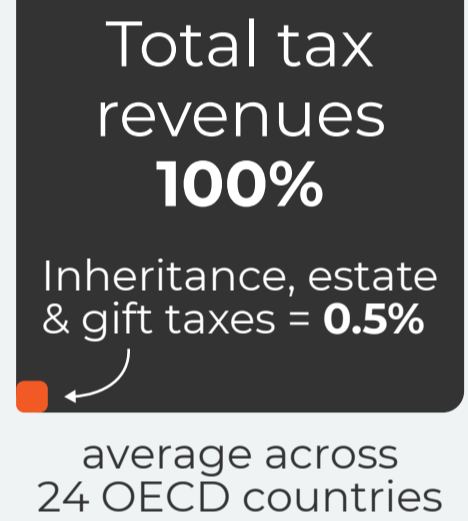 Total tax
revenues
100%
Inheritance, estate
& gift taxes = 0.5%
average across
24 OECD countries